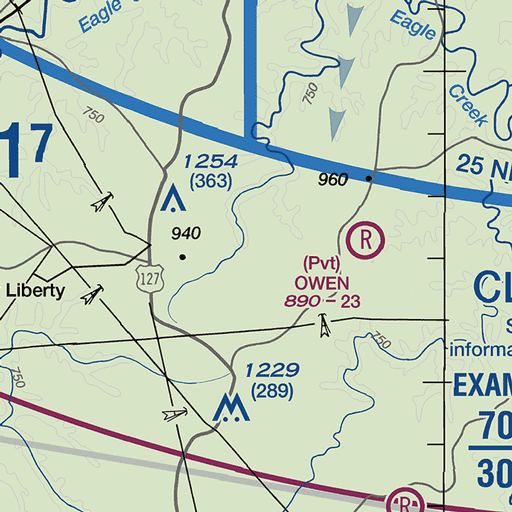 Eagle
Eagle
Creek
750
750
17
1254
(363)
25 N
960
940
R
(Pvt)
OWEN
890 - 23
127
Liberty
CL
S
informa
750
750
1229
(289)
EXAM
70
30
R